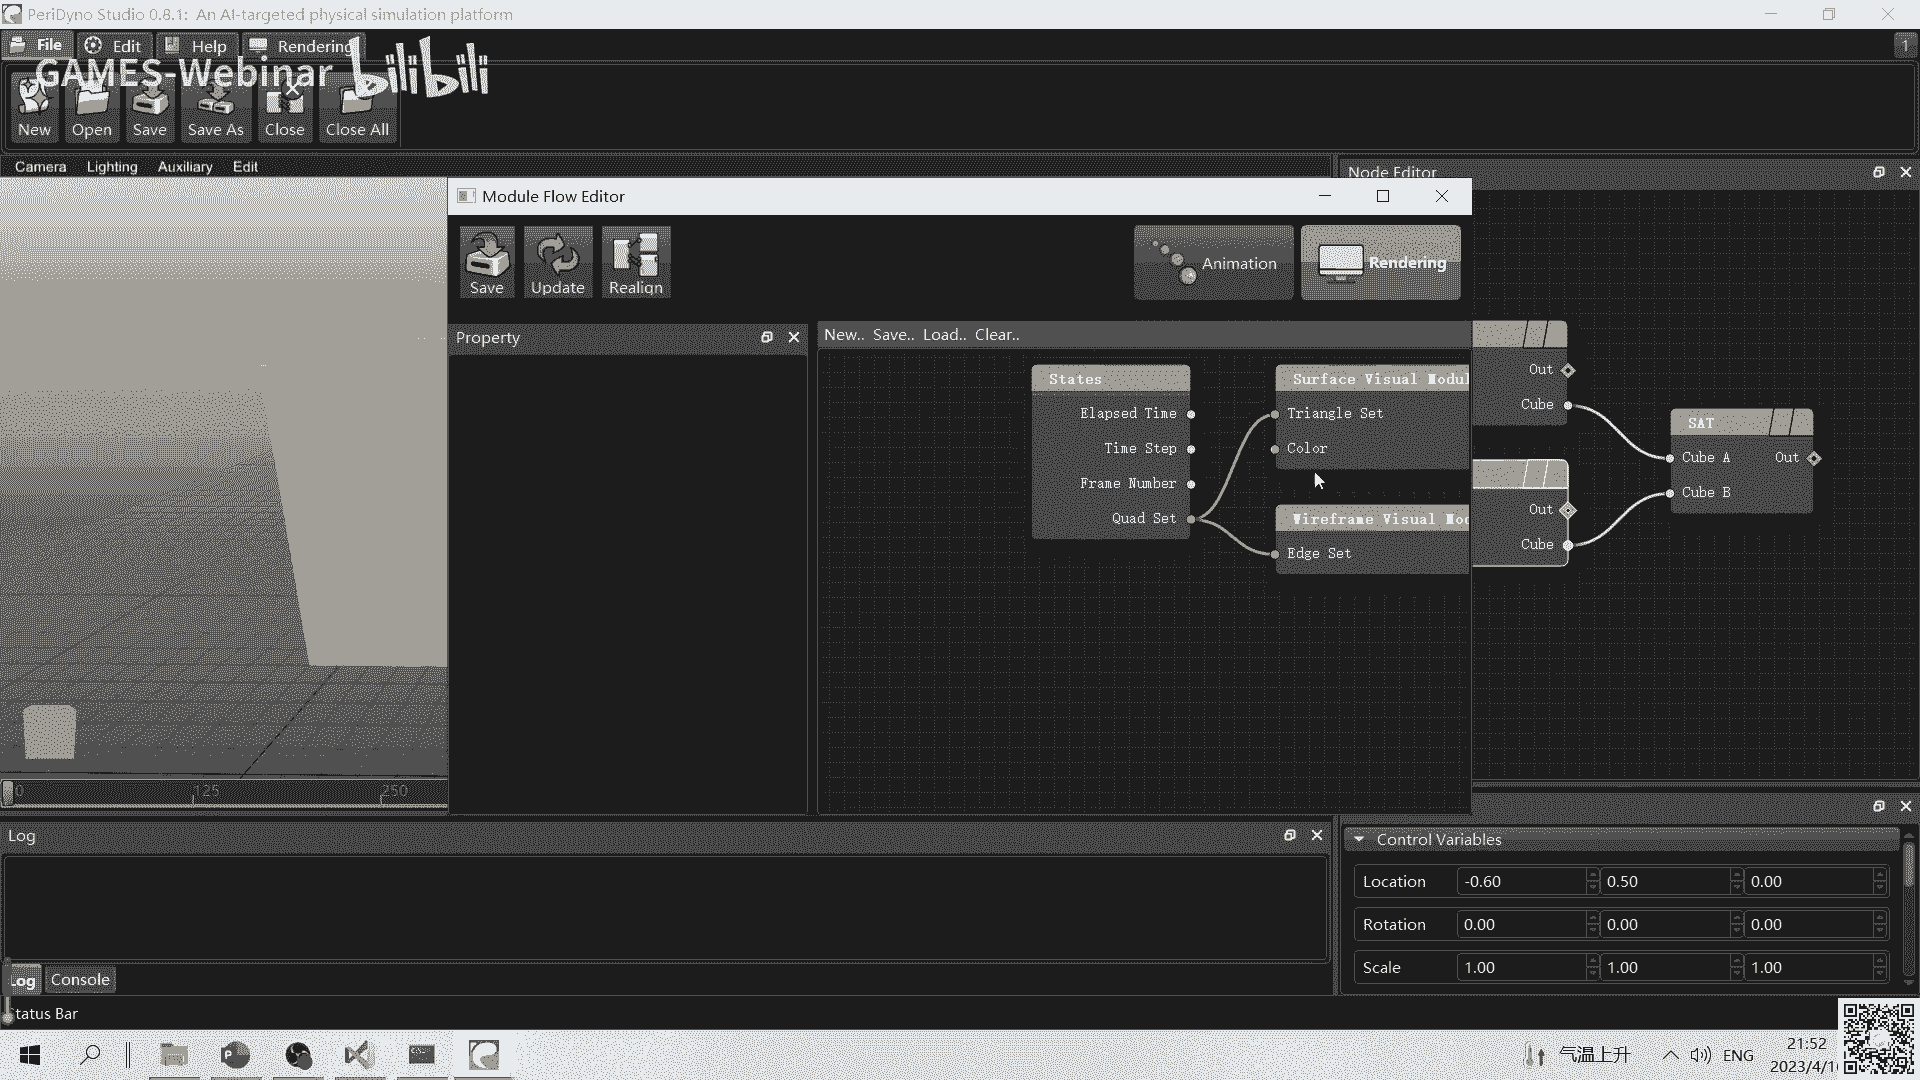 PeriDyno Studio 0.8.1: An AI-targeted physical simulation platform
File Edit Help Rendering 1
GAMES-Webinar bilibili
New Open Save Save As Close Close All
Camera Lighting Auxiliary Edit
Node Editor
Module Flow Editor
Save Update Realign Animation Rendering
Property
New.. Save.. Load.. Clear..
States
Elapsed Time
Time Step
Frame Number
Quad Set
Surface Visual Modul
Triangle Set
Color
Wireframe Visual Mod
Edge Set
Out
Cube
Out
Cube
SAT
Cube A Out
Cube B
0 125 250
Log
Control Variables
Location -0.60 0.50 0.00
Rotation 0.00 0.00 0.00
Scale 1.00 1.00 1.00
Log Console
Status Bar
气温上升 ENG
21:52
2023/4/1